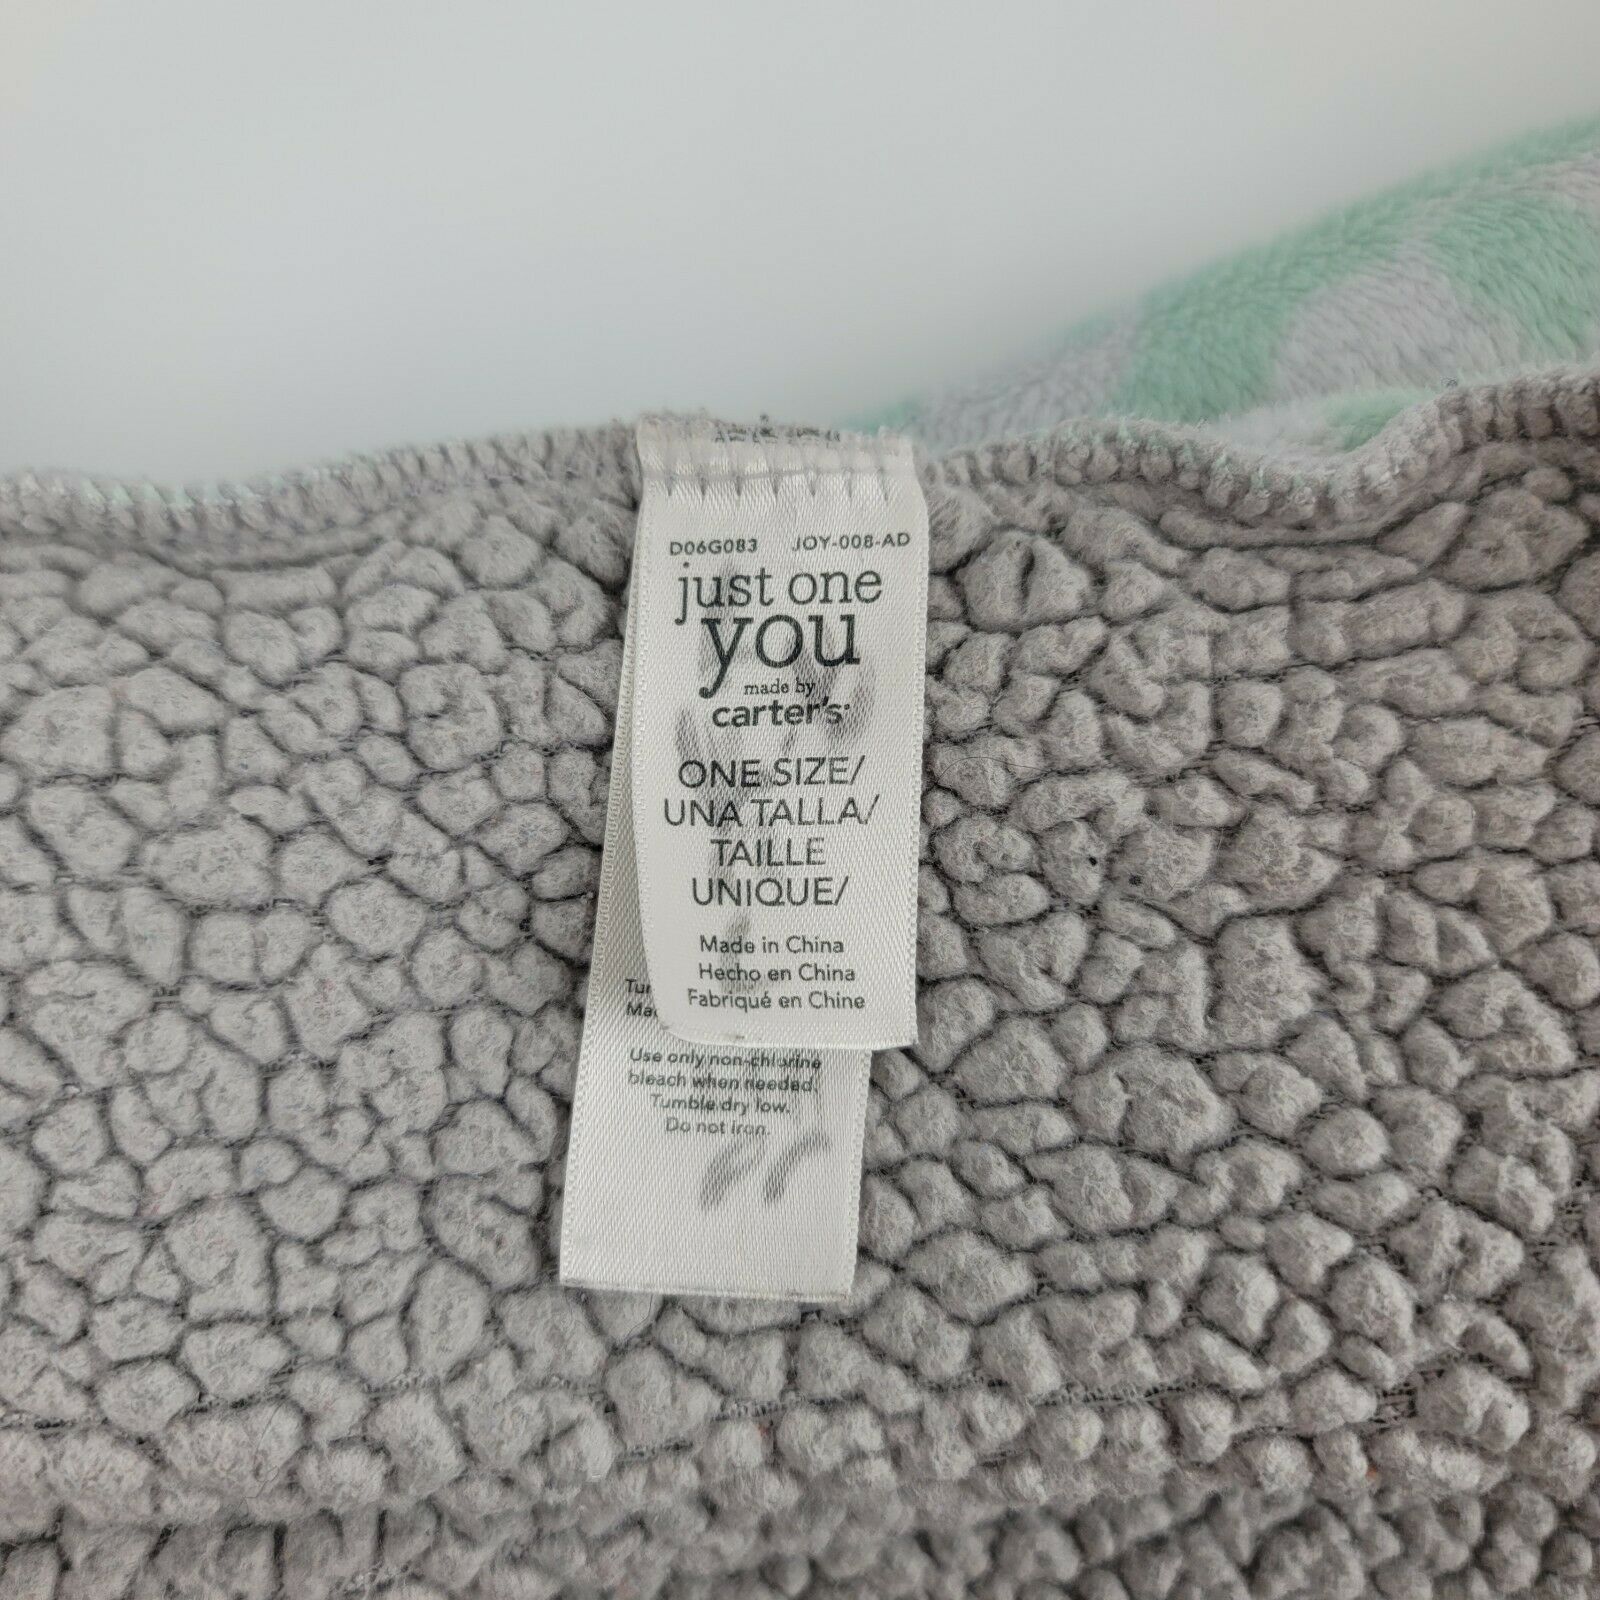 D06G083 JOY-008-AD
just one
you
made by
carter's
ONE SIZE/
UNA TALLA/
TAILLE
UNIQUE/
Made in China
Hecho en China
Fabriqué en Chine
Use only non-chlorine
bleach when needed.
Tumble dry low.
Do not iron.